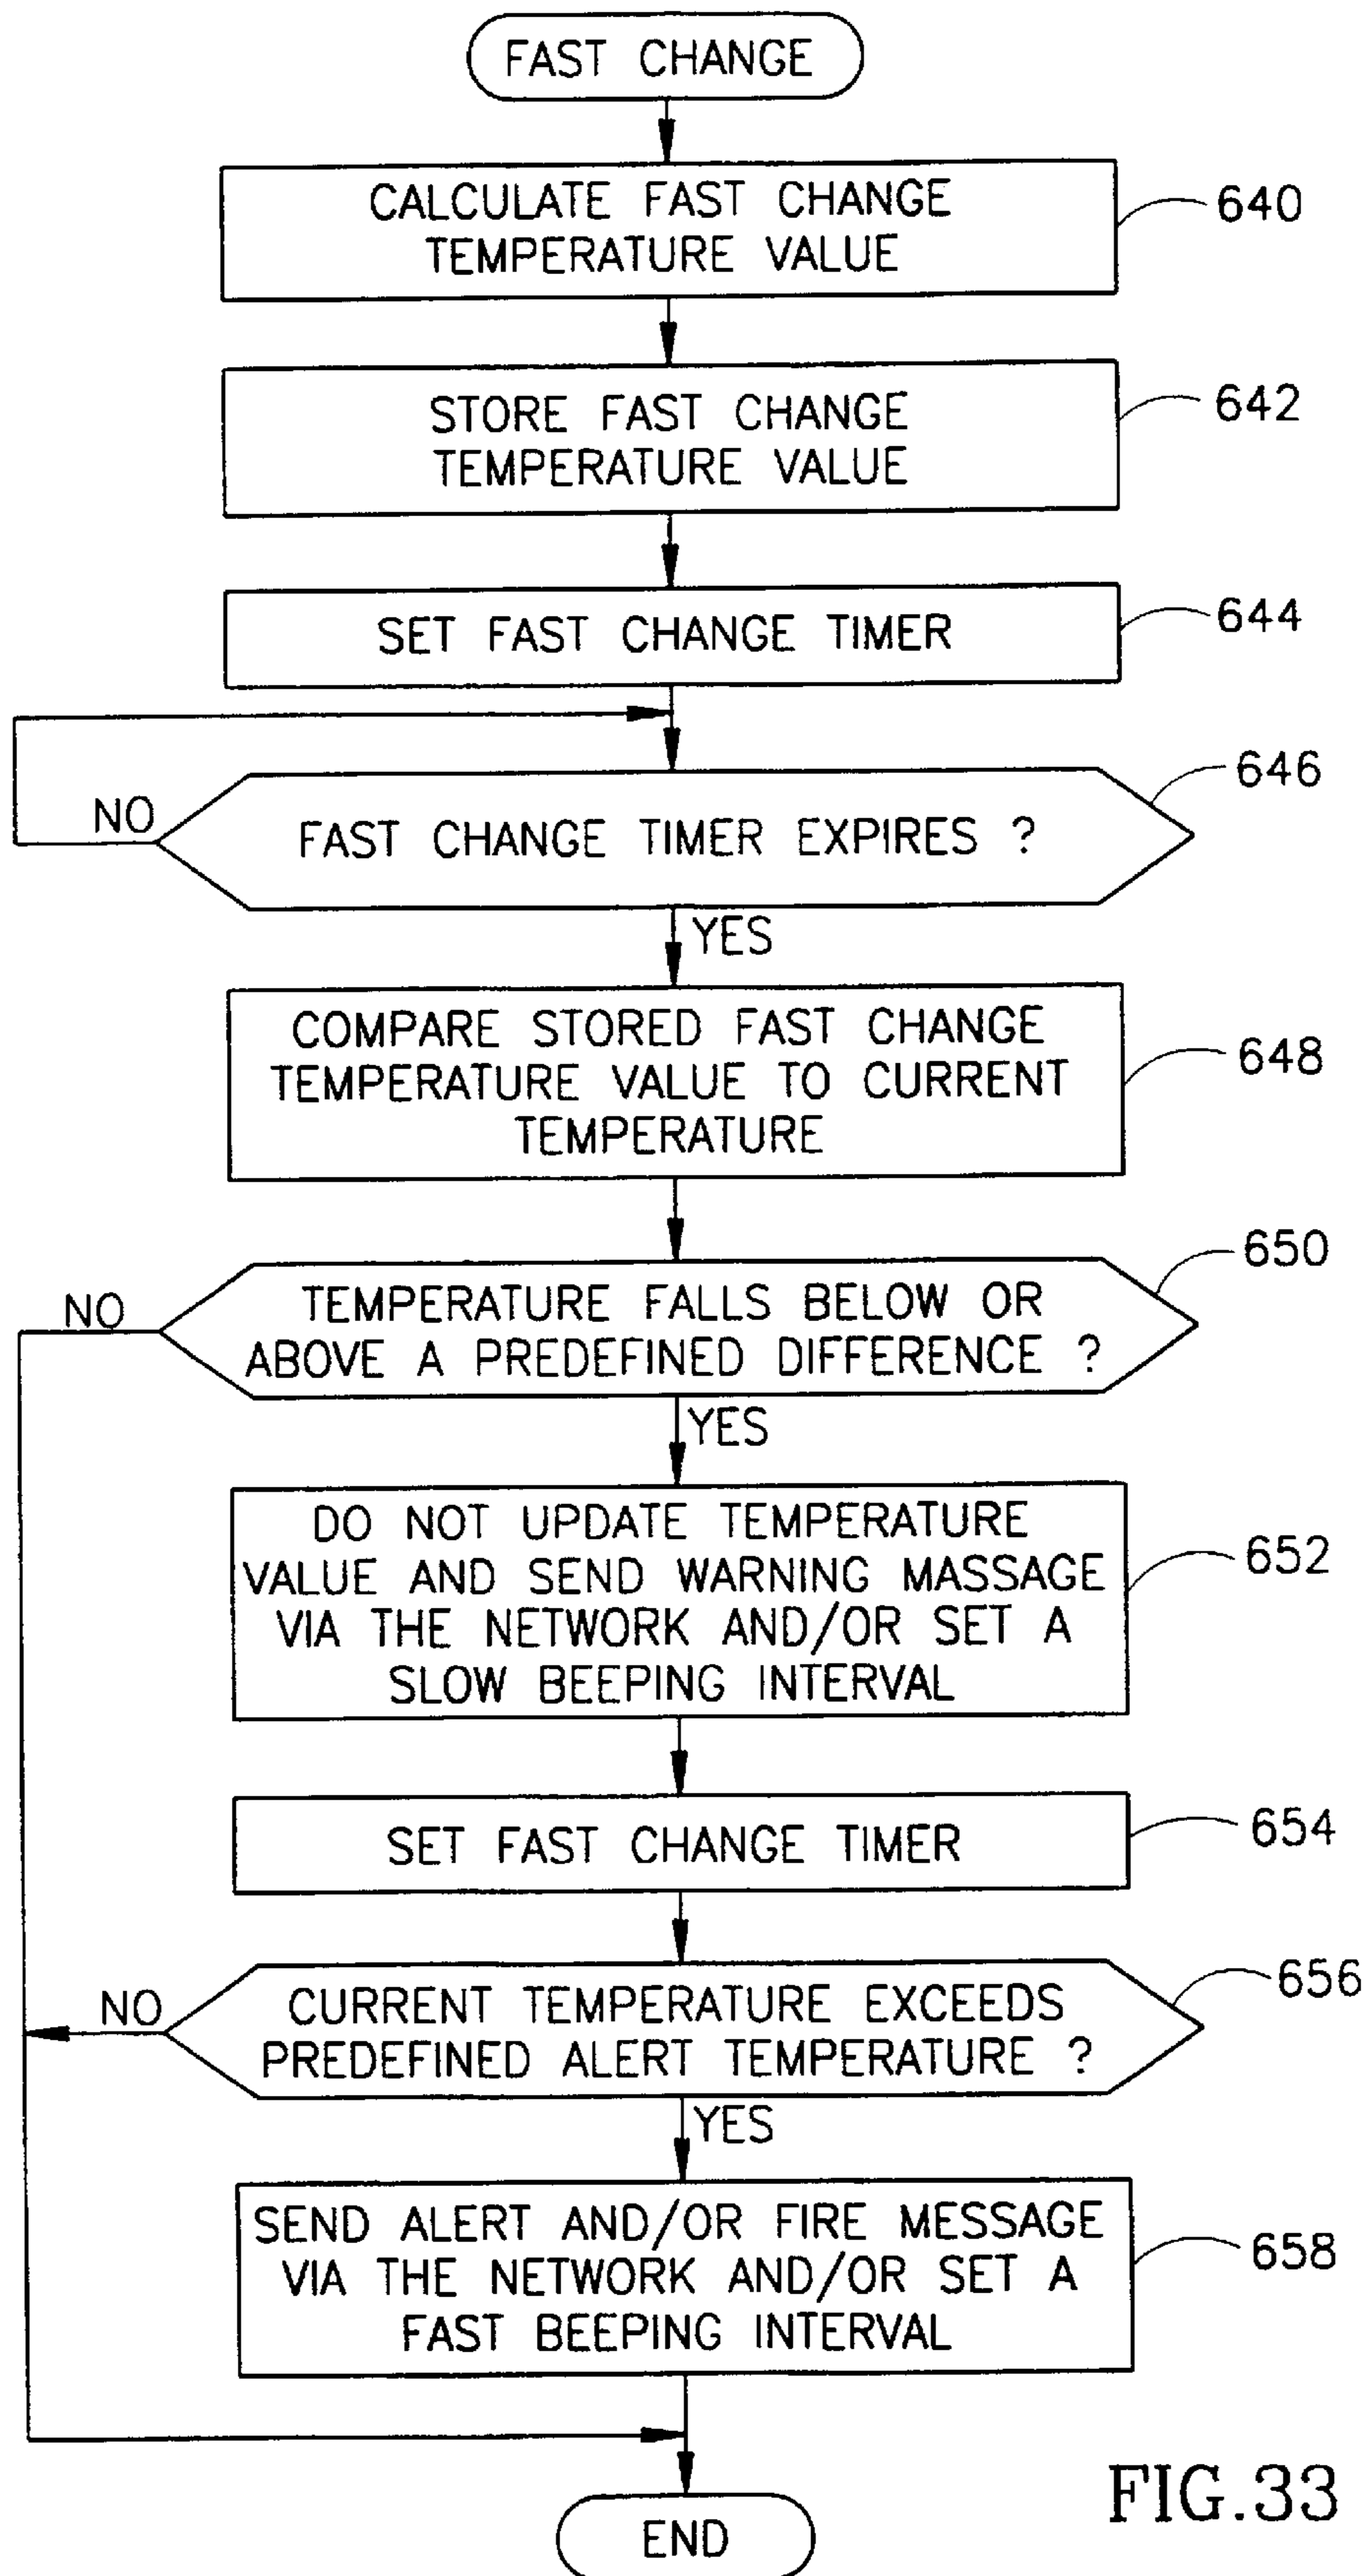 FAST CHANGE
CALCULATE FAST CHANGE
TEMPERATURE VALUE
640
STORE FAST CHANGE
TEMPERATURE VALUE
642
SET FAST CHANGE TIMER
644
NO
FAST CHANGE TIMER EXPIRES ?
646
YES
COMPARE STORED FAST CHANGE
TEMPERATURE VALUE TO CURRENT
TEMPERATURE
648
NO
TEMPERATURE FALLS BELOW OR
ABOVE A PREDEFINED DIFFERENCE ?
650
YES
DO NOT UPDATE TEMPERATURE
VALUE AND SEND WARNING MASSAGE
VIA THE NETWORK AND/OR SET A
SLOW BEEPING INTERVAL
652
SET FAST CHANGE TIMER
654
NO
CURRENT TEMPERATURE EXCEEDS
PREDEFINED ALERT TEMPERATURE ?
656
YES
SEND ALERT AND/OR FIRE MESSAGE
VIA THE NETWORK AND/OR SET A
FAST BEEPING INTERVAL
658
END
FIG.33